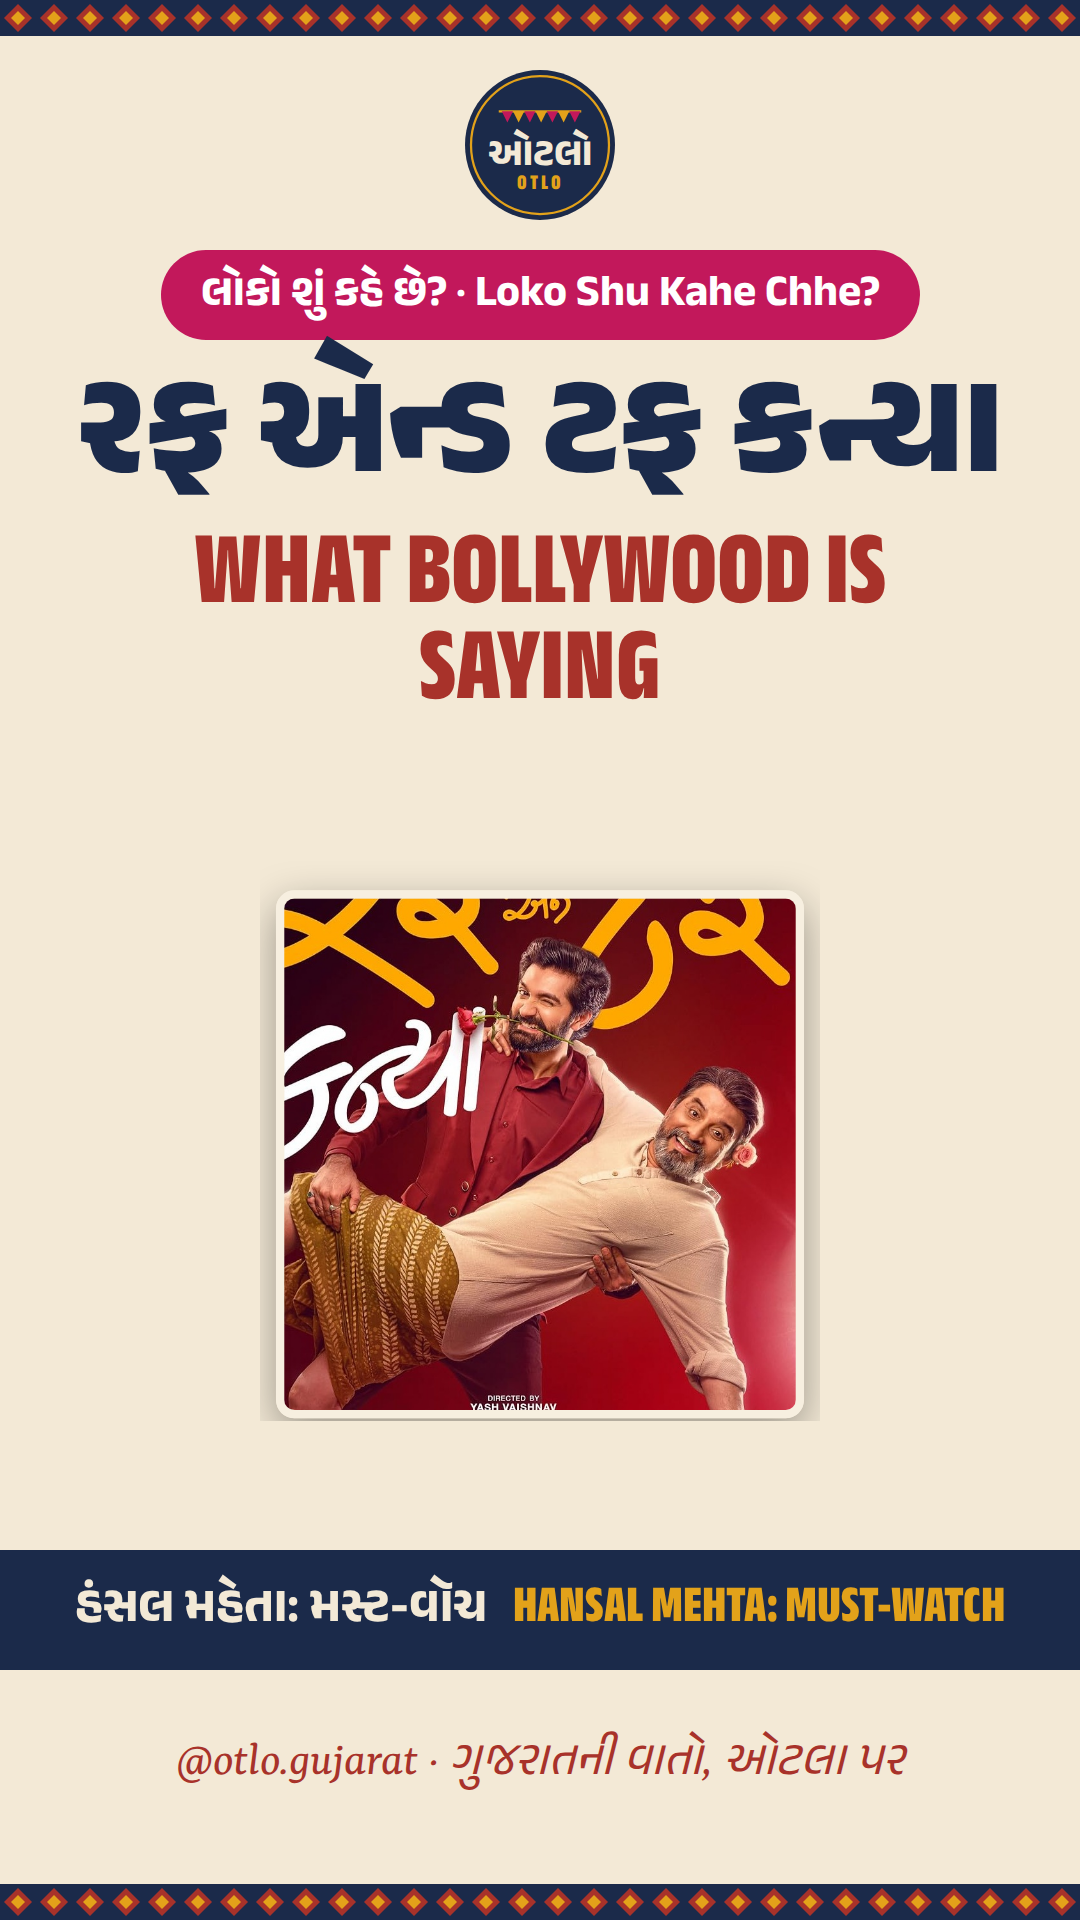 ઓટલો
OTLO
લોકો શું કહે છે? · Loko Shu Kahe Chhe?
રફ ઍન્ડ ટફ કન્યા
WHAT BOLLYWOOD IS
SAYING
કન્યા
DIRECTED BY
YASH VAISHNAV
હંસલ મહેતા: મસ્ટ-વૉચ HANSAL MEHTA: MUST-WATCH
@otlo.gujarat · ગુજરાતની વાતો, ઓટલા પર